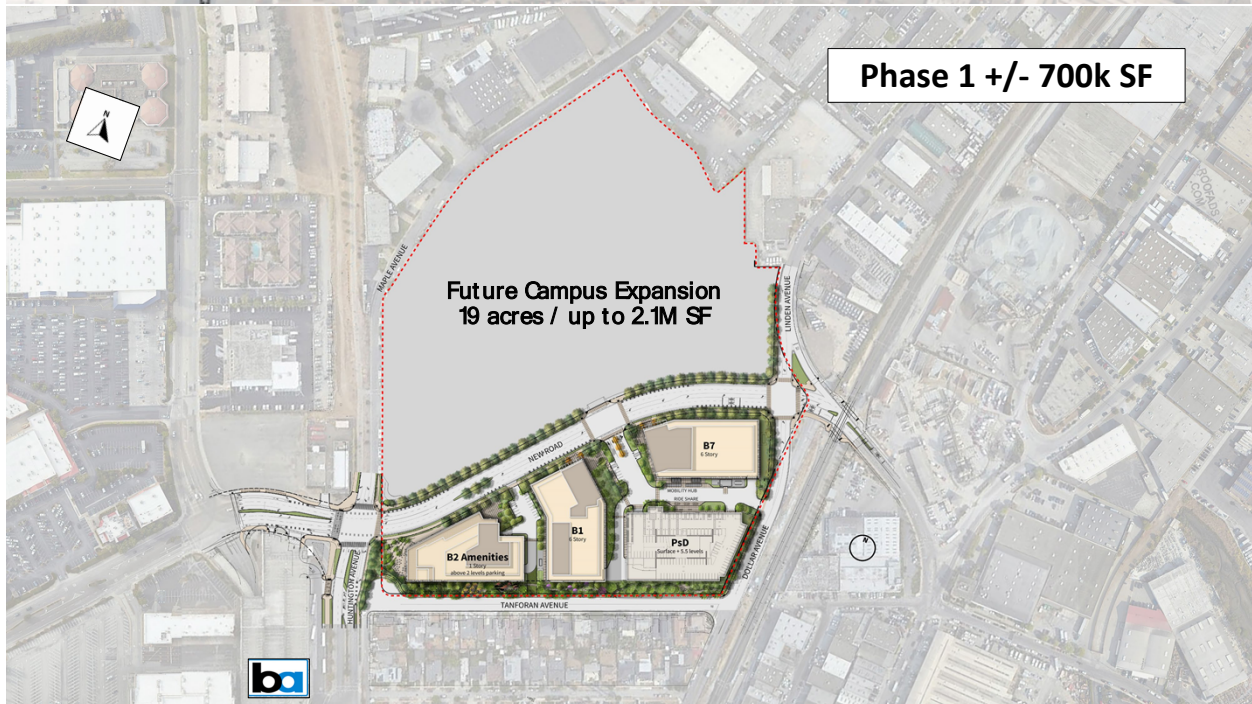 Phase 1 +/- 700k SF
N
ROOFADS
.COM
MAPLE AVENUE
Future Campus Expansion
19 acres / up to 2.1M SF
LINDEN AVENUE
NEW ROAD
B7
6 Story
MOBILITY HUB
RIDE SHARE
B1
6 Story
PsD
Surface + 5.5 levels
B2 Amenities
1 Story
above 2 levels parking
N
HUNTINGTON AVENUE
DOLLAR AVENUE
TANFORAN AVENUE
ba